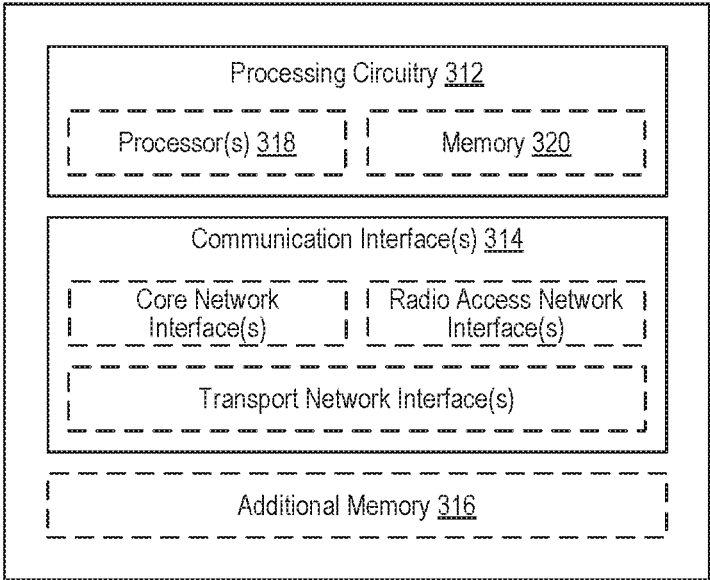 Processing Circuitry 312
Processor(s) 318
Memory 320
Communication Interface(s) 314
Core Network
Interface(s)
Radio Access Network
Interface(s)
Transport Network Interface(s)
Additional Memory 316